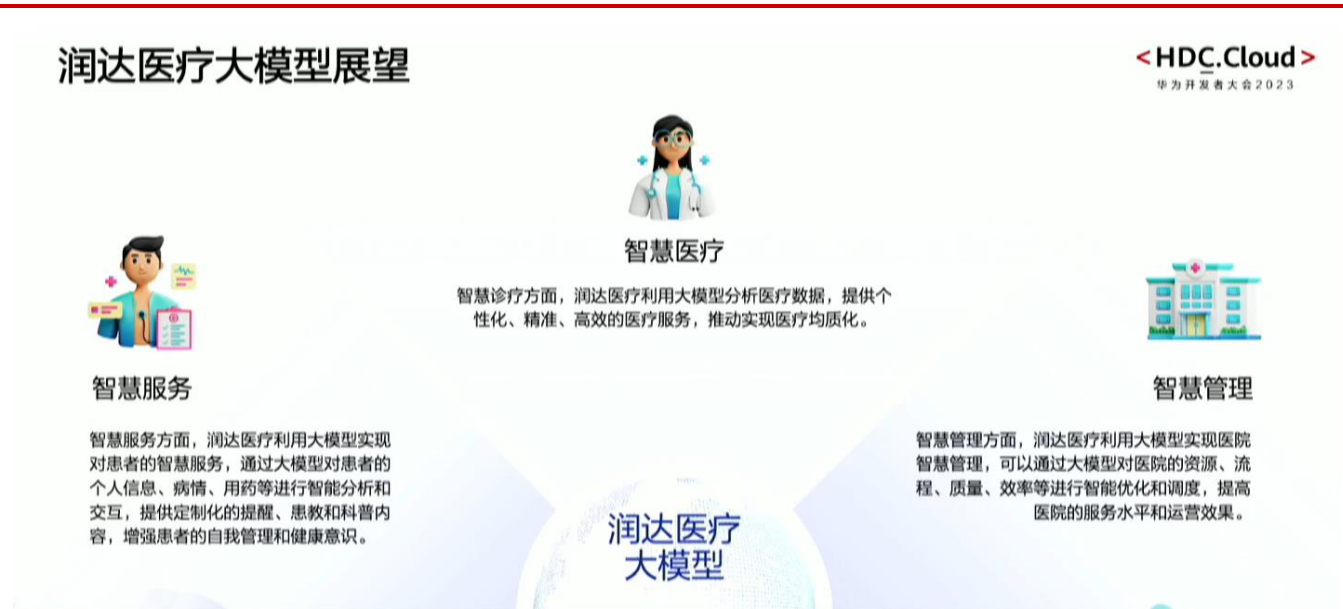 润达医疗大模型展望
<HDC.Cloud>
华为开发者大会2023
智慧医疗
智慧诊疗方面，润达医疗利用大模型分析医疗数据，提供个
性化、精准、高效的医疗服务，推动实现医疗均质化。
智慧服务
智慧服务方面，润达医疗利用大模型实现
对患者的智慧服务，通过大模型对患者的
个人信息、病情、用药等进行智能分析和
交互，提供定制化的提醒、患教和科普内
容，增强患者的自我管理和健康意识。
智慧管理
智慧管理方面，润达医疗利用大模型实现医院
智慧管理，可以通过大模型对医院的资源、流
程、质量、效率等进行智能优化和调度，提高
医院的服务水平和运营效果。
润达医疗
大模型